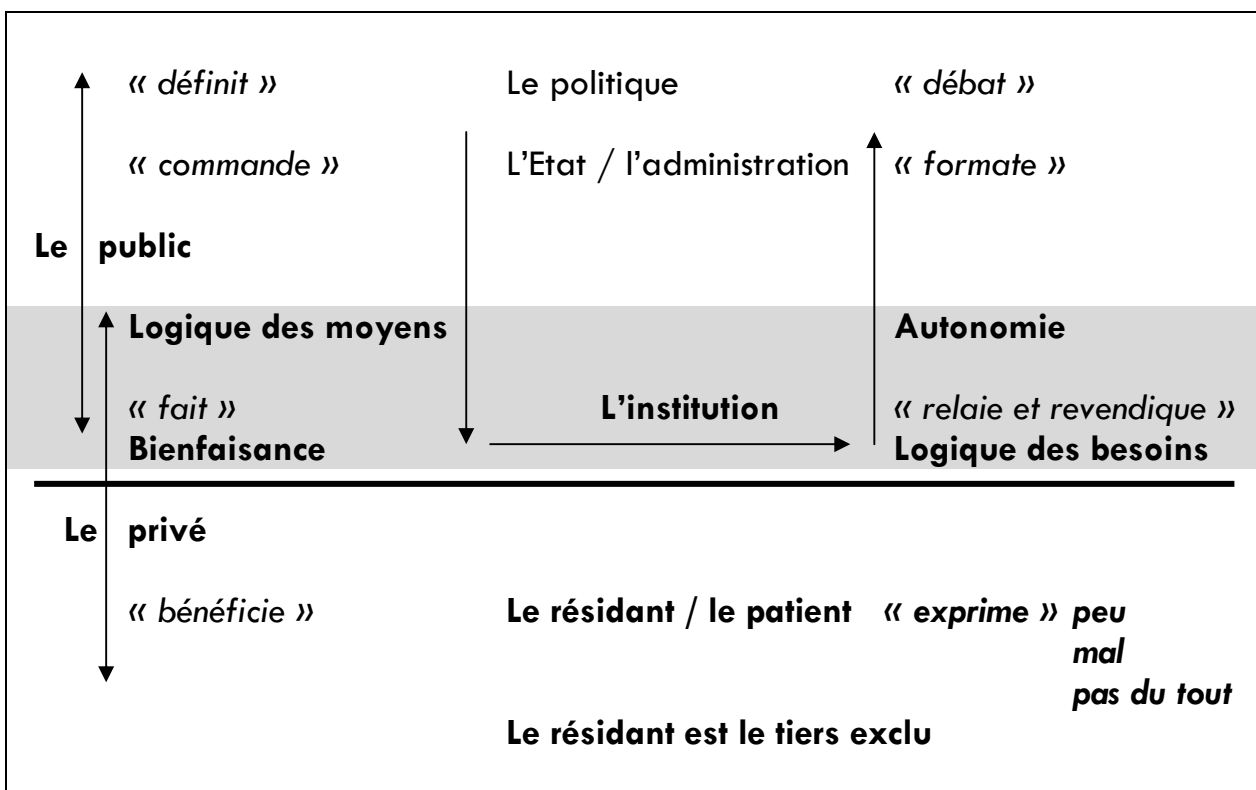 « définit » Le politique « débat »
« commande » L'Etat / l'administration « formate »
Le public
Logique des moyens Autonomie
« fait » L'institution « relaie et revendique »
Bienfaisance Logique des besoins
Le privé
« bénéficie » Le résidant / le patient « exprime » peu
mal
pas du tout
Le résidant est le tiers exclu